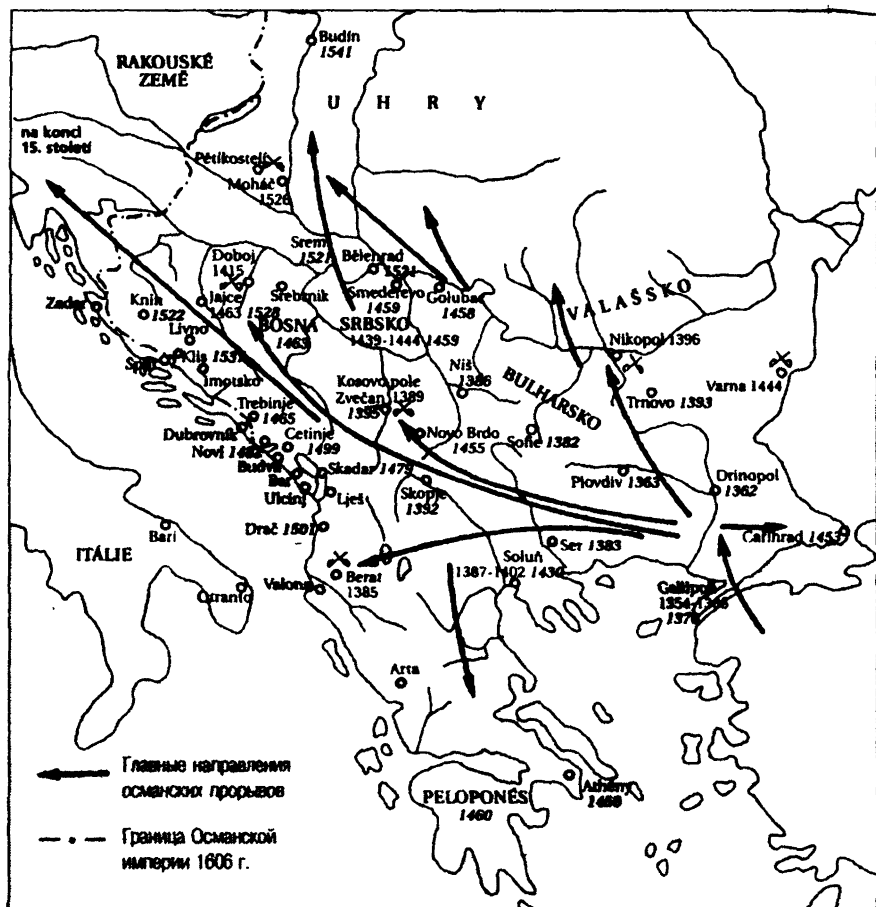 Budín
1541
RAKOUSKÉ
ZEMĚ
U H R Y
na konci
15. století
Pětikostelí
Moháč
1526
Srem
1521
Bělehrad
1521
Doboj
1415
Jajce
1463 1528
Srebrnik
Smederevo
1459
Golubac
1458
VALAŠSKO
Zadar
Knin
1522
BOSNA
1463
SRBSKO
1439-1444 1459
Livno
Nikopol 1396
Split
Klis 1537
Imotsko
Niš
1386
BULHARSKO
Varna 1444
Trnovo
1393
Kosovo pole
1389
Zvečan
1395
Trebinje
1465
Dubrovník
Noví
Cetinje
1499
Novo Brdo
1455
Sofie 1382
Budva
Bar
Ulcinj
Skadar 1479
Lješ
Skopje
1392
Plovdiv 1363
Drinopol
1362
Drač 1501
Bari
ITÁLIE
Ser 1383
Cařihrad 1453
Soluň
1387-1402 1430
Berat
1385
Valona
Otranto
Gallipoli
1354-1366
Arta
Athény
PELOPONÉS
1460
Главные направления
османских прорывов
Граница Османской
империи 1606 г.